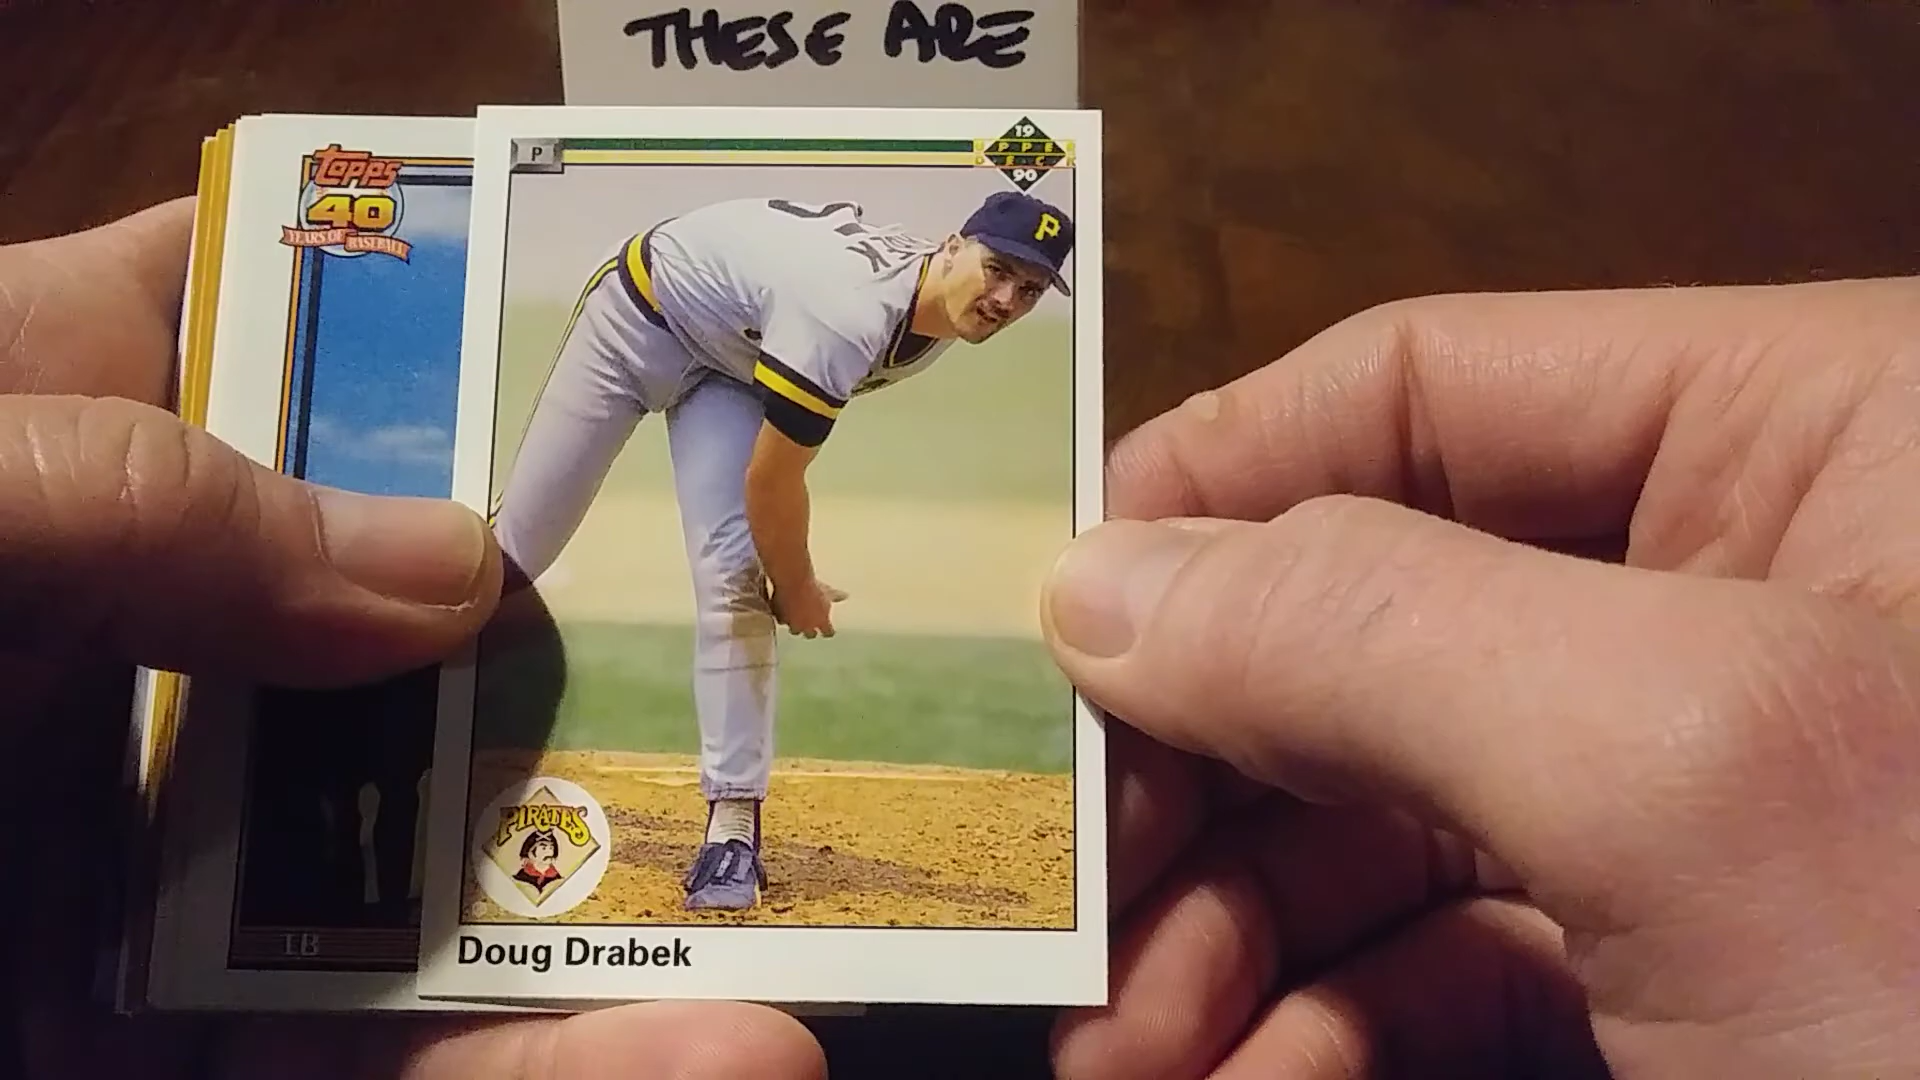 THESE ARE
TOPPS
40
YEARS OF BASEBALL
P
19
UPPER
DECK
90
P
PIRATES
1B
Doug Drabek